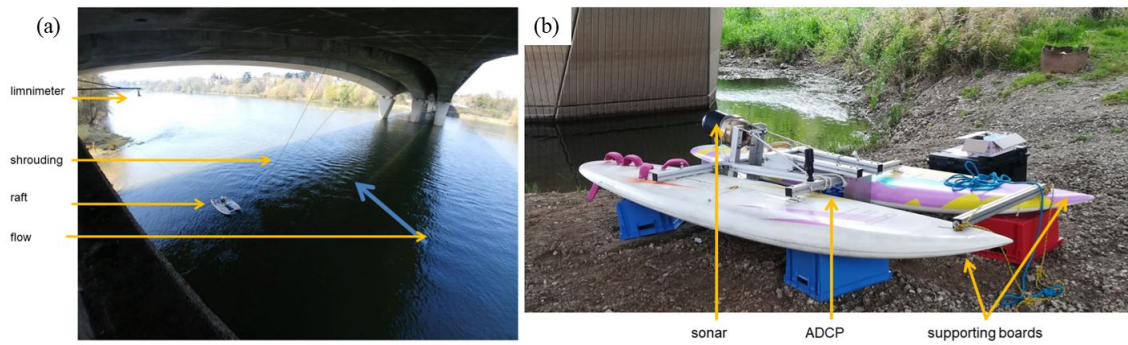 (a)
limnimeter
shrouding
raft
flow
(b)
sonar
ADCP
supporting boards